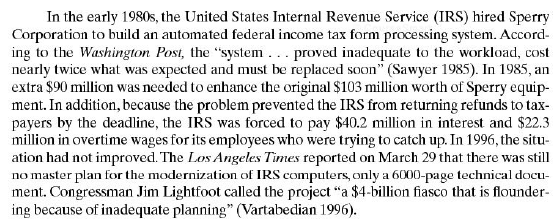 In the early 1980s, the United States Internal Revenue Service (IRS) hired Sperry
Corporation to build an automated federal income tax form processing system. Accord-
ing to the Washington Post, the “system . . . proved inadequate to the workload, cost
nearly twice what was expected and must be replaced soon” (Sawyer 1985). In 1985, an
extra $90 million was needed to enhance the original $103 million worth of Sperry equip-
ment. In addition, because the problem prevented the IRS from returning refunds to tax-
payers by the deadline, the IRS was forced to pay $40.2 million in interest and $22.3
million in overtime wages for its employees who were trying to catch up. In 1996, the situ-
ation had not improved. The Los Angeles Times reported on March 29 that there was still
no master plan for the modernization of IRS computers, only a 6000-page technical docu-
ment. Congressman Jim Lightfoot called the project “a $4-billion fiasco that is flounder-
ing because of inadequate planning” (Vartabedian 1996).